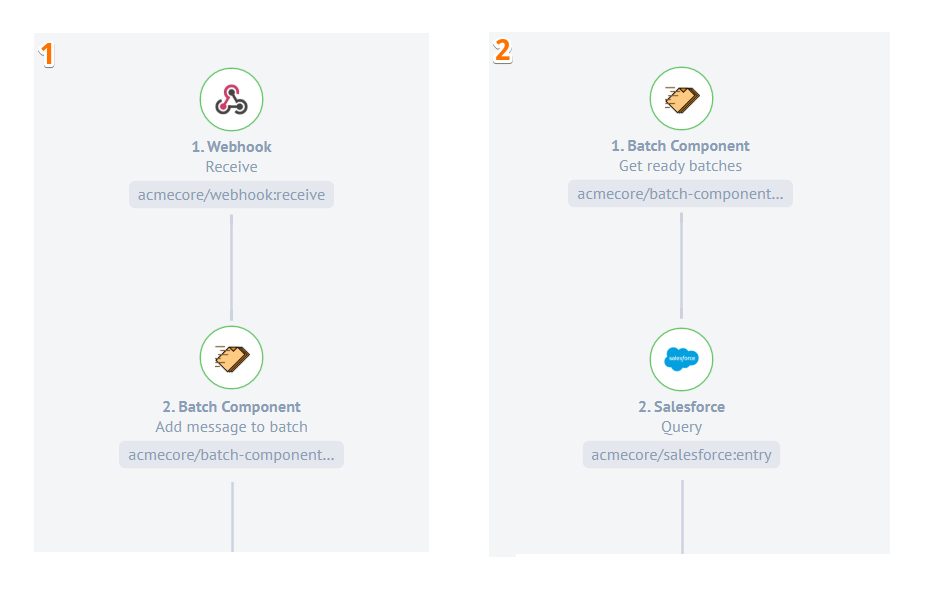 1
1. Webhook
Receive
acmecore/webhook:receive
2. Batch Component
Add message to batch
acmecore/batch-component...
2
1. Batch Component
Get ready batches
acmecore/batch-component...
salesforce
2. Salesforce
Query
acmecore/salesforce:entry